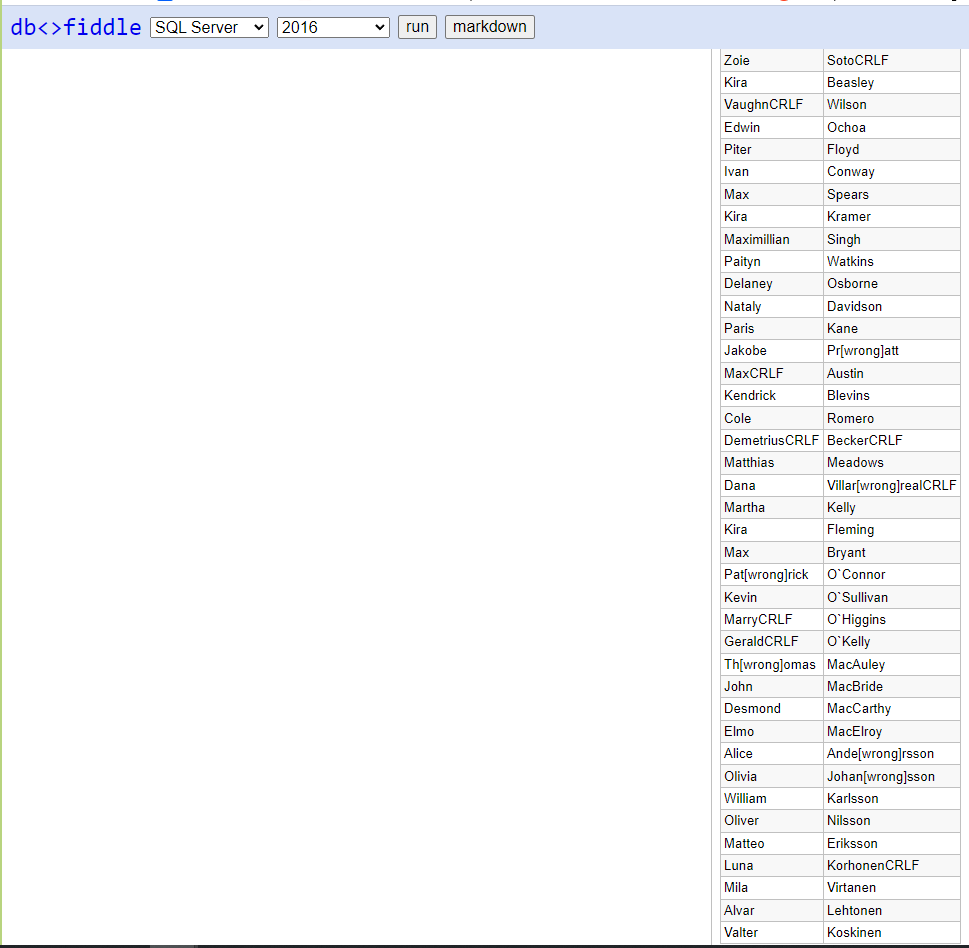 db<>fiddle SQL Server 2016 run markdown
Zoie SotoCRLF
Kira Beasley
VaughnCRLF Wilson
Edwin Ochoa
Piter Floyd
Ivan Conway
Max Spears
Kira Kramer
Maximillian Singh
Paityn Watkins
Delaney Osborne
Nataly Davidson
Paris Kane
Jakobe Pr[wrong]att
MaxCRLF Austin
Kendrick Blevins
Cole Romero
DemetriusCRLF BeckerCRLF
Matthias Meadows
Dana Villar[wrong]realCRLF
Martha Kelly
Kira Fleming
Max Bryant
Pat[wrong]rick O`Connor
Kevin O`Sullivan
MarryCRLF O`Higgins
GeraldCRLF O`Kelly
Th[wrong]omas MacAuley
John MacBride
Desmond MacCarthy
Elmo MacElroy
Alice Ande[wrong]rsson
Olivia Johan[wrong]sson
William Karlsson
Oliver Nilsson
Matteo Eriksson
Luna KorhonenCRLF
Mila Virtanen
Alvar Lehtonen
Valter Koskinen